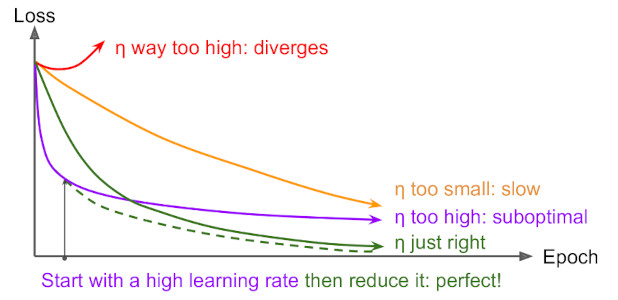 Loss
η way too high: diverges
η too small: slow
η too high: suboptimal
η just right
Epoch
Start with a high learning rate then reduce it: perfect!